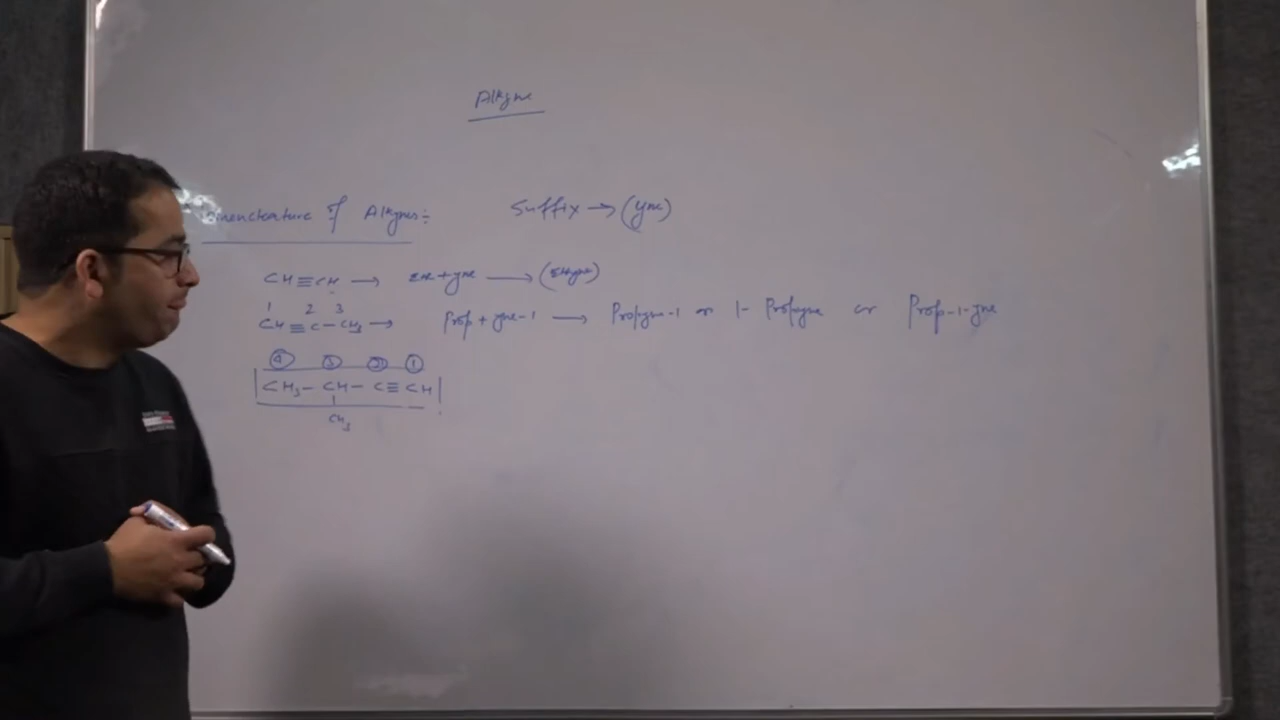 Alkyne
Nomenclature of Alkynes:- Suffix → (yne)
CH≡CH → Eth+yne → (Ethyne)
1 2 3
CH≡C-CH₃ → Prop + yne-1 → Propyne-1 or 1-Propyne or Prop-1-yne
④ ③ ② ①
CH₃-CH-C≡CH
CH₃